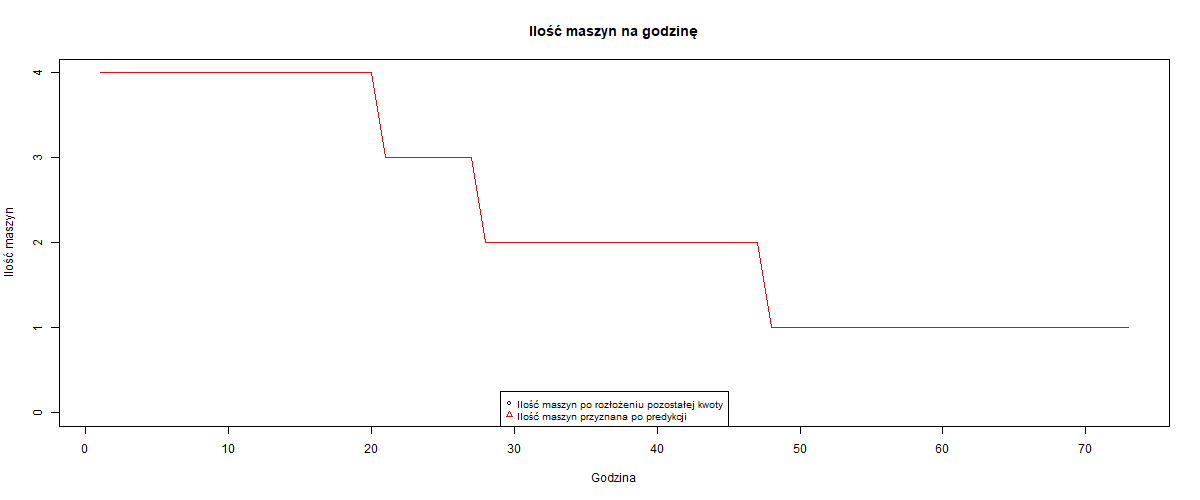 Ilość maszyn na godzinę
Ilość maszyn
4
3
2
1
0
Ilość maszyn po rozłożeniu pozostałej kwoty
Ilość maszyn przyznana po predykcji
0 10 20 30 40 50 60 70
Godzina